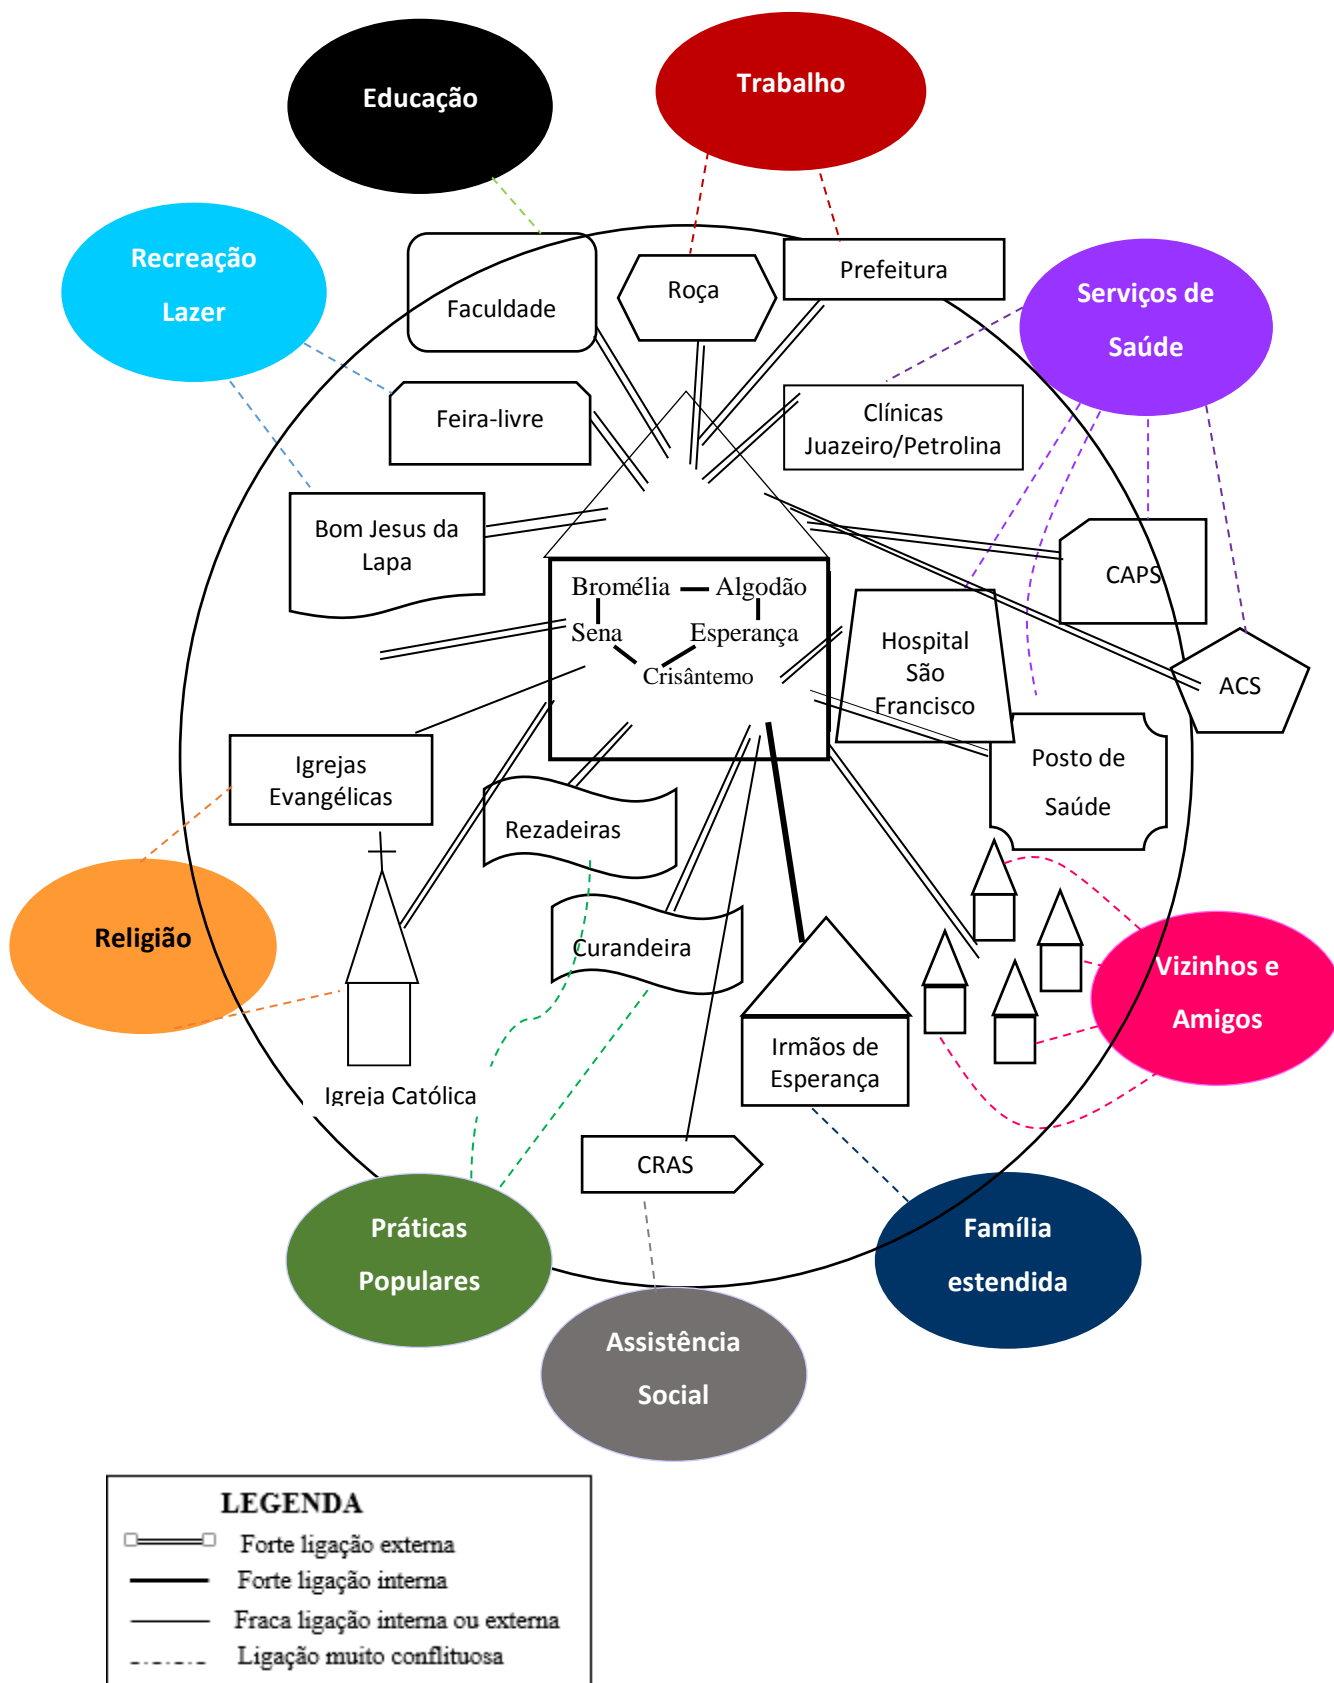 Educação
Trabalho
Recreação
Lazer
Serviços de
Saúde
Faculdade
Roça
Prefeitura
Feira-livre
Clínicas
Juazeiro/Petrolina
Bom Jesus da
Lapa
CAPS
Bromélia
Algodão
Sena
Esperança
Crisântemo
Hospital
São
Francisco
ACS
Igrejas
Evangélicas
Posto de
Saúde
Rezadeiras
Religião
Curandeira
Vizinhos e
Amigos
Irmãos de
Esperança
Igreja Católica
CRAS
Práticas
Populares
Família
estendida
Assistência
Social
LEGENDA
Forte ligação externa
Forte ligação interna
Fraca ligação interna ou externa
Ligação muito conflituosa